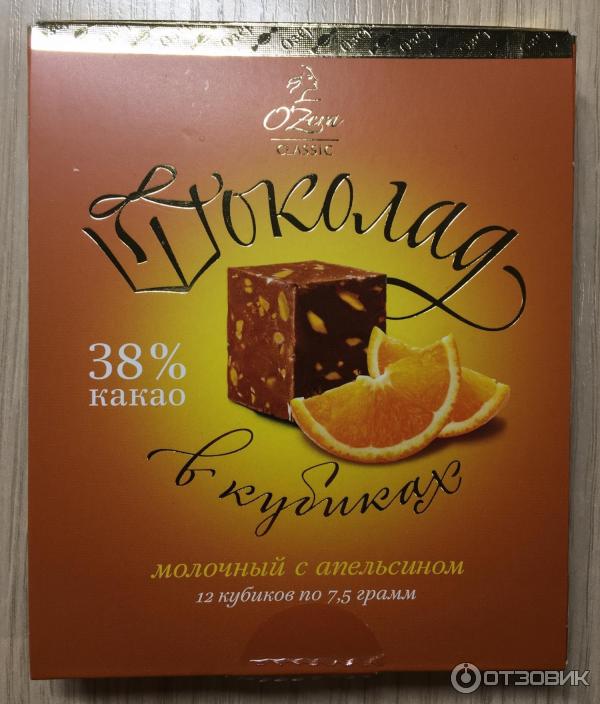 O'Zera
CLASSIC
Шоколад
38%
какао
в кубиках
молочный с апельсином
12 кубиков по 7,5 грамм
ОТЗОВИК